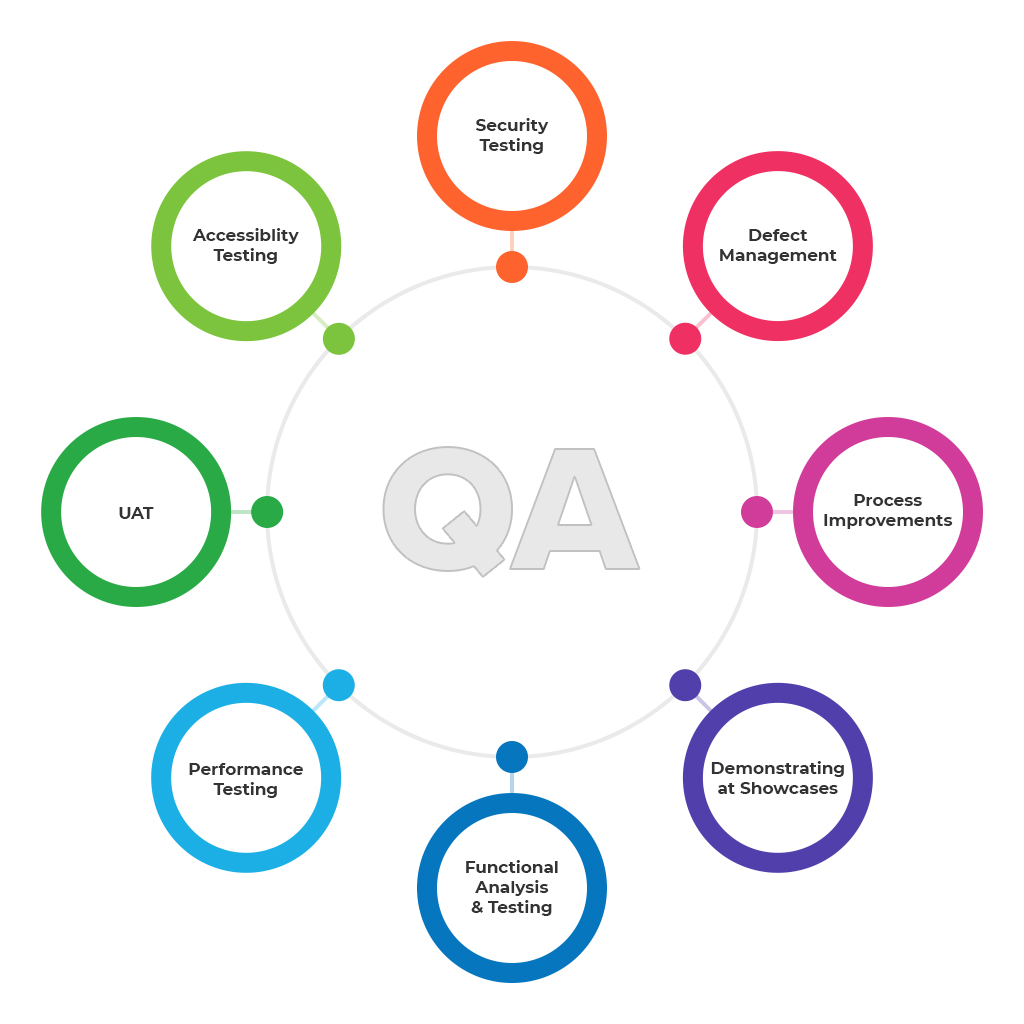 Security
Testing
Defect
Management
Process
Improvements
Demonstrating
at Showcases
Functional
Analysis
& Testing
Performance
Testing
UAT
Accessiblity
Testing
QA